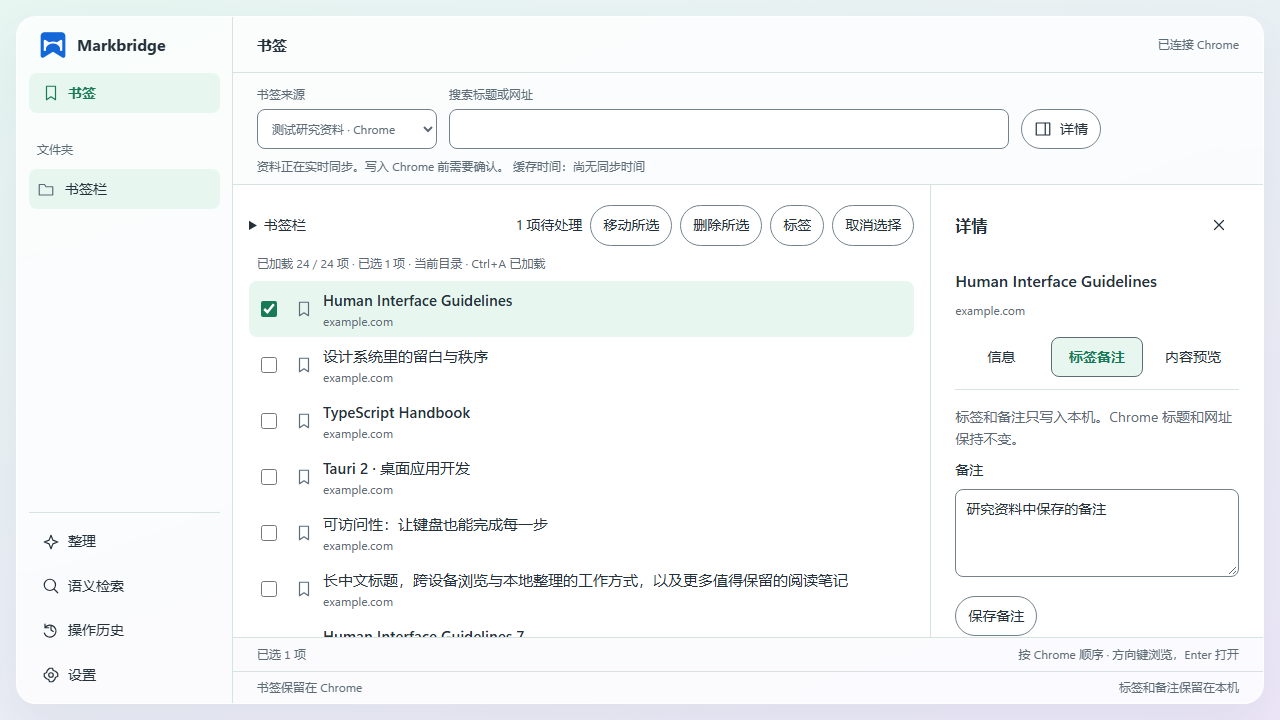 Markbridge
书签
文件夹
书签栏
整理
语义检索
操作历史
设置
书签
已连接 Chrome
书签来源
搜索标题或网址
测试研究资料 · Chrome
详情
资料正在实时同步。写入 Chrome 前需要确认。 缓存时间：尚无同步时间
书签栏
1 项待处理
移动所选
删除所选
标签
取消选择
已加载 24 / 24 项 · 已选 1 项 · 当前目录 · Ctrl+A 已加载
Human Interface Guidelines
example.com
设计系统里的留白与秩序
example.com
TypeScript Handbook
example.com
Tauri 2 · 桌面应用开发
example.com
可访问性：让键盘也能完成每一步
example.com
长中文标题，跨设备浏览与本地整理的工作方式，以及更多值得保留的阅读笔记
example.com
Human Interface Guidelines 7
详情
Human Interface Guidelines
example.com
信息
标签备注
内容预览
标签和备注只写入本机。Chrome 标题和网址
保持不变。
备注
研究资料中保存的备注
保存备注
已选 1 项
按 Chrome 顺序 · 方向键浏览，Enter 打开
书签保留在 Chrome
标签和备注保留在本机